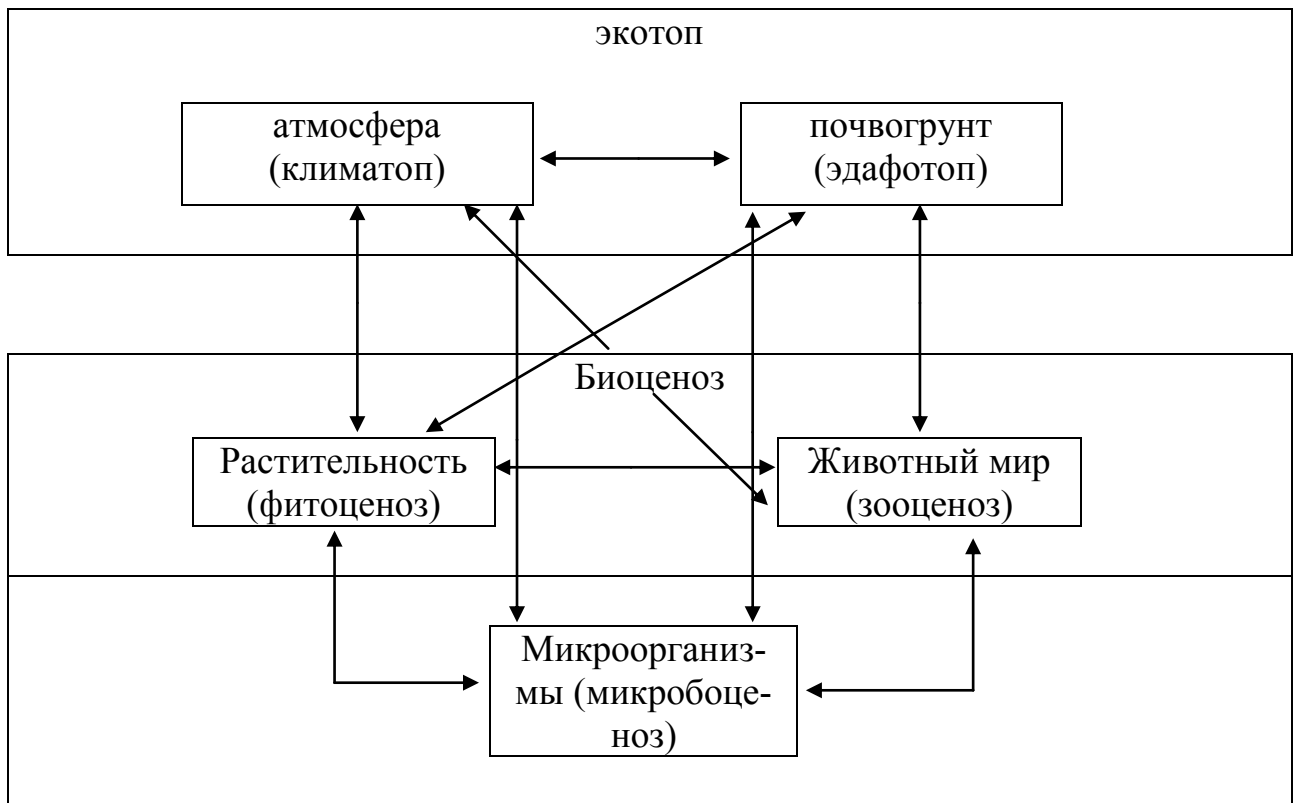 экотоп
атмосфера
(климатоп)
почвогрунт
(эдафотоп)
Биоценоз
Растительность
(фитоценоз)
Животный мир
(зооценоз)
Микроорганиз-
мы (микробоце-
ноз)